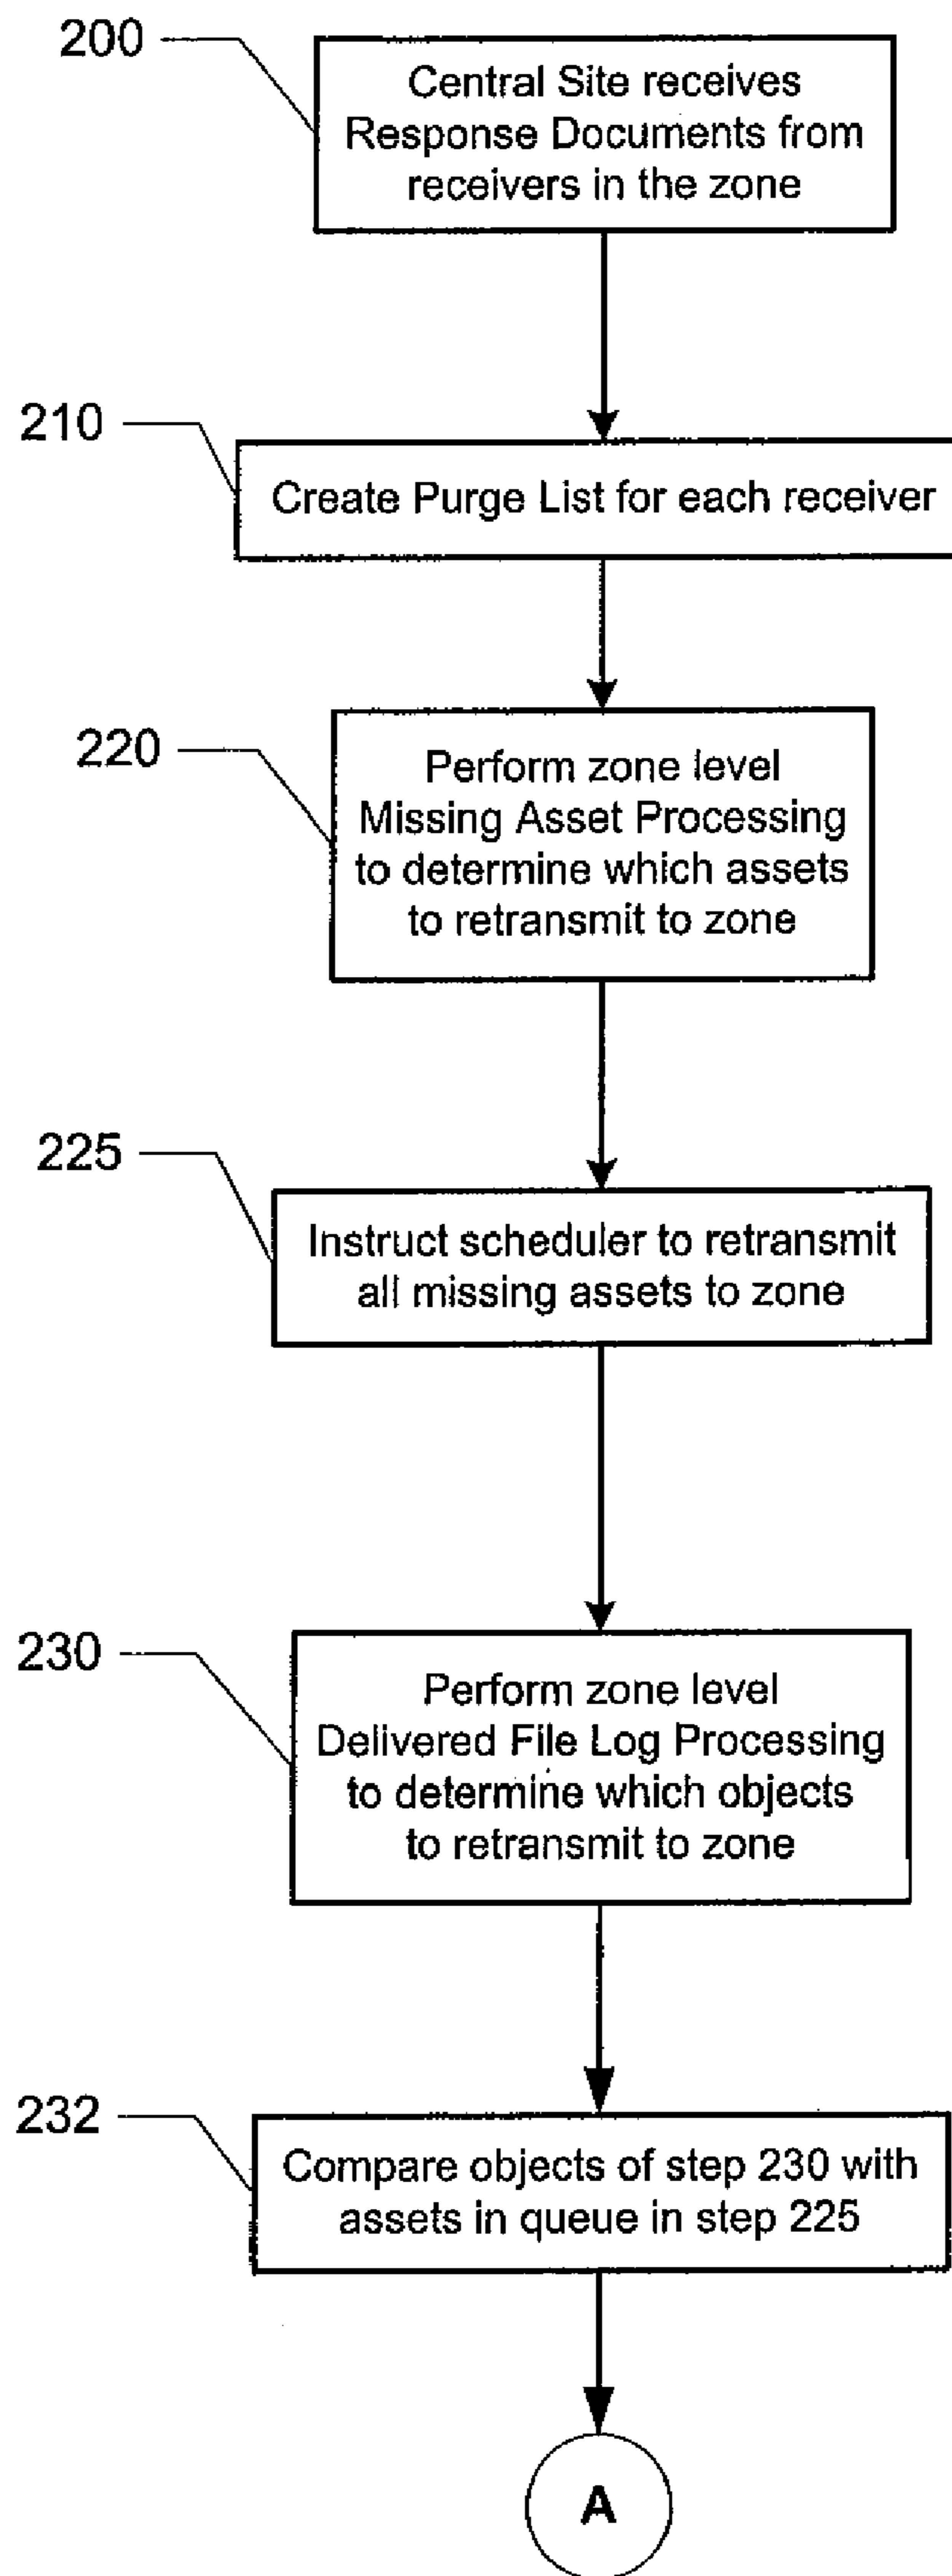 200
Central Site receives
Response Documents from
receivers in the zone
210
Create Purge List for each receiver
220
Perform zone level
Missing Asset Processing
to determine which assets
to retransmit to zone
225
Instruct scheduler to retransmit
all missing assets to zone
230
Perform zone level
Delivered File Log Processing
to determine which objects
to retransmit to zone
232
Compare objects of step 230 with
assets in queue in step 225
A